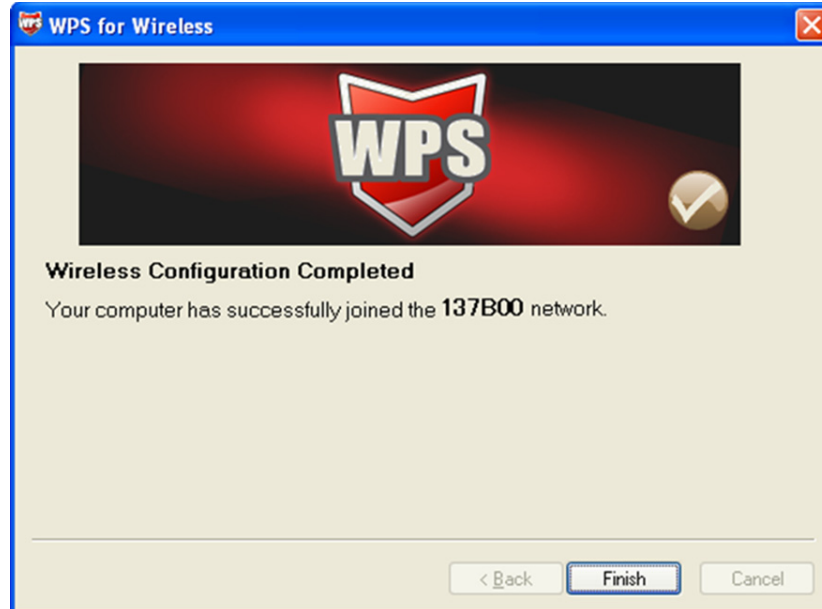 WPS for Wireless
WPS
Wireless Configuration Completed
Your computer has successfully joined the 137B00 network.
< Back
Finish
Cancel